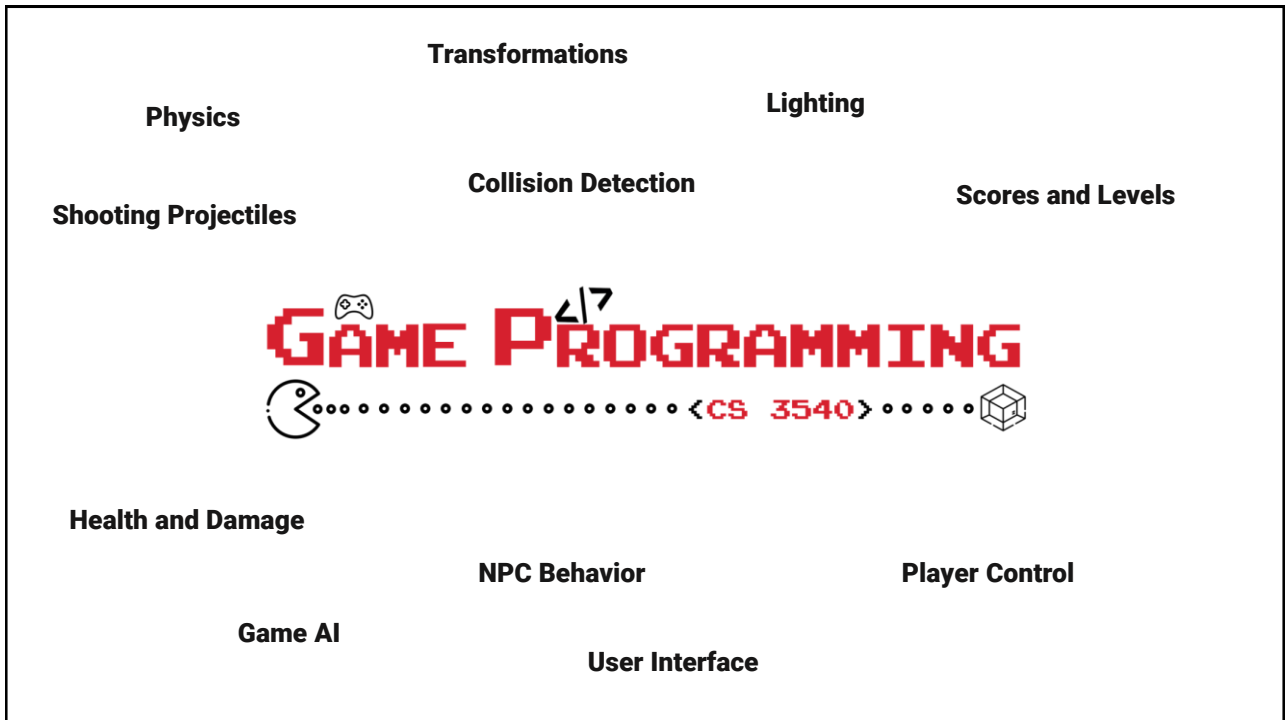 Transformations
Lighting
Physics
Collision Detection
Scores and Levels
Shooting Projectiles
</>
GAME PROGRAMMING
<CS 3540>
Health and Damage
NPC Behavior
Player Control
Game AI
User Interface